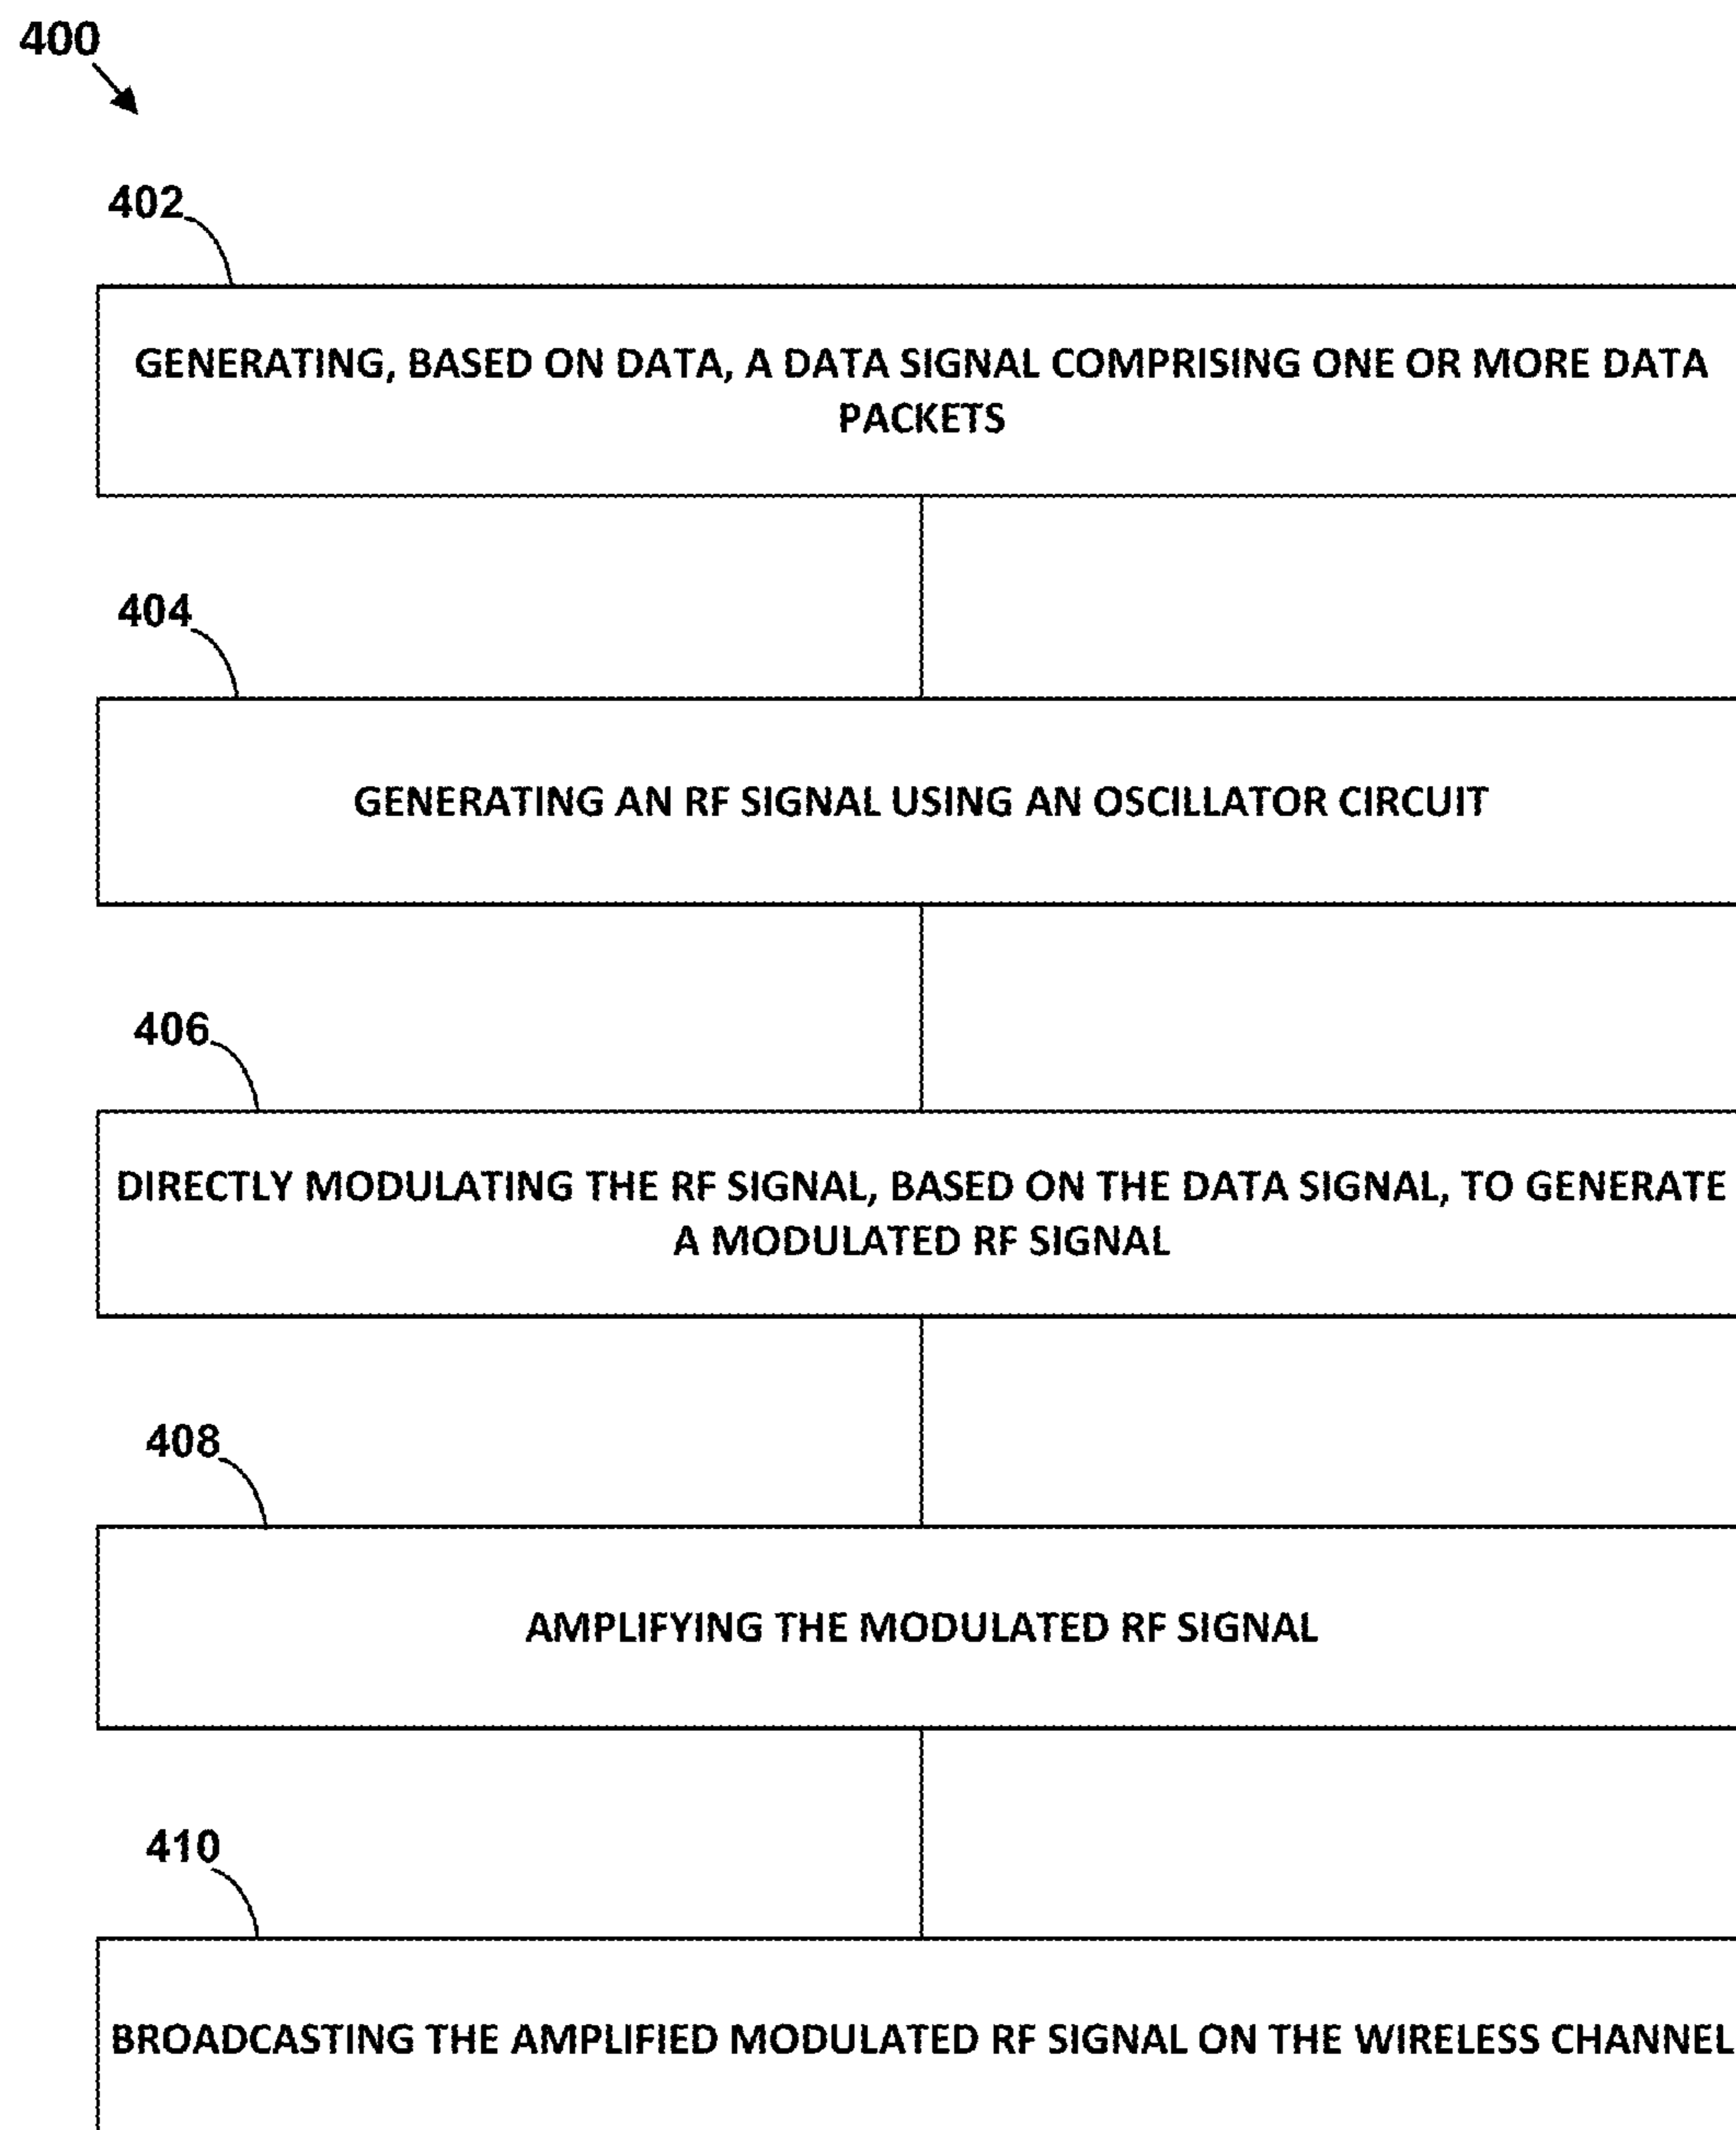 400
402
GENERATING, BASED ON DATA, A DATA SIGNAL COMPRISING ONE OR MORE DATA
PACKETS
404
GENERATING AN RF SIGNAL USING AN OSCILLATOR CIRCUIT
406
DIRECTLY MODULATING THE RF SIGNAL, BASED ON THE DATA SIGNAL, TO GENERATE
A MODULATED RF SIGNAL
408
AMPLIFYING THE MODULATED RF SIGNAL
410
BROADCASTING THE AMPLIFIED MODULATED RF SIGNAL ON THE WIRELESS CHANNEL